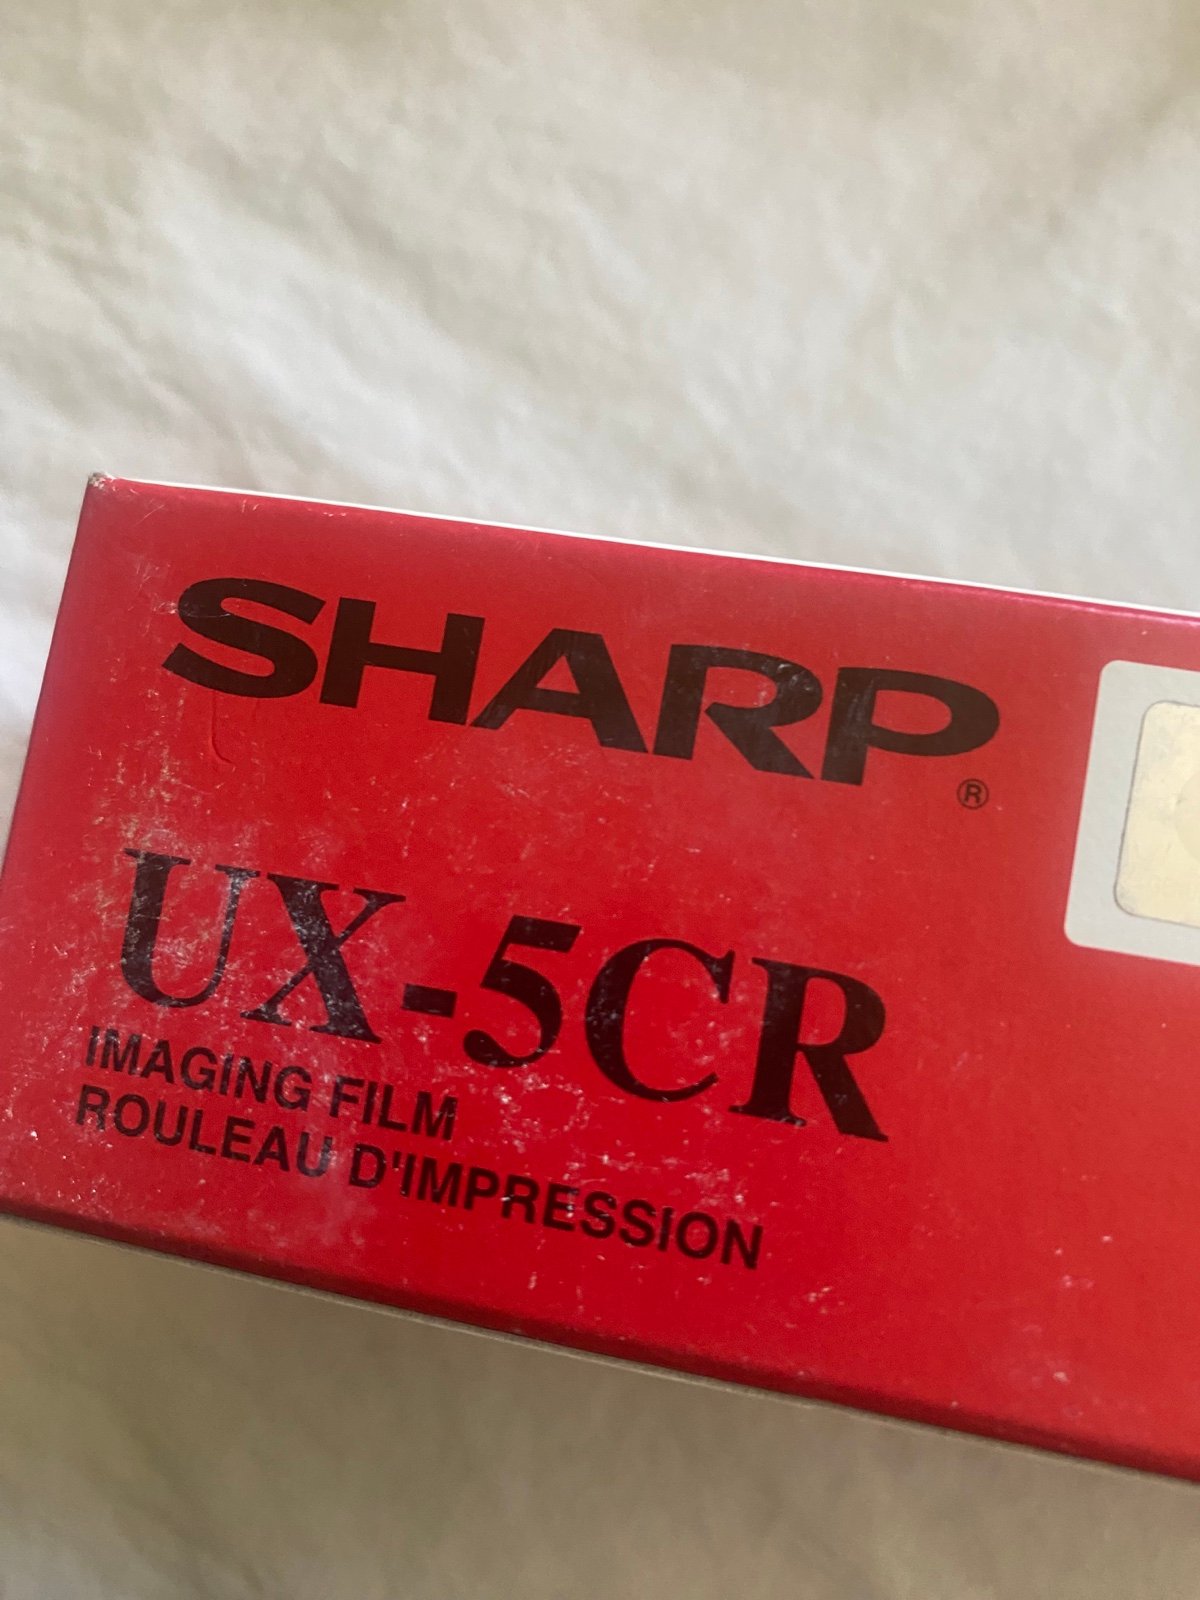 SHARP®
UX-5CR
IMAGING FILM
ROULEAU D'IMPRESSION